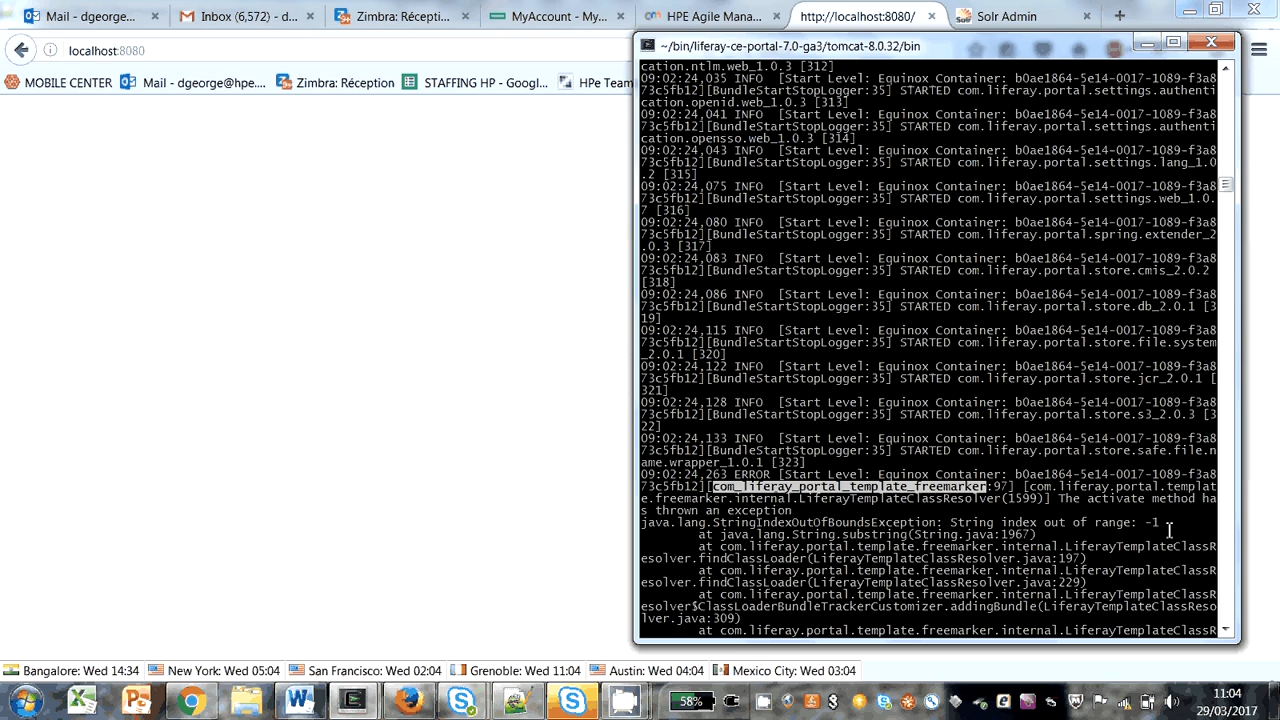 Mail - dgeorge@...
Inbox (6,572) - d...
Zimbra: Récepti...
MyAccount - My...
HPE Agile Mana...
http://localhost:8080/
Solr Admin
localhost:8080
MOBILE CENTER
Mail - dgeorge@hpe....
Zimbra: Réception
STAFFING HP - Googl...
HPe Team
~/bin/liferay-ce-portal-7.0-ga3/tomcat-8.0.32/bin
cation.ntlm.web_1.0.3 [312]
09:02:24,035 INFO  [Start Level: Equinox Container: b0ae1864-5e14-0017-1089-f3a8
73c5fb12][BundleStartStopLogger:35] STARTED com.liferay.portal.settings.authenti
cation.openid.web_1.0.3 [313]
09:02:24,041 INFO  [Start Level: Equinox Container: b0ae1864-5e14-0017-1089-f3a8
73c5fb12][BundleStartStopLogger:35] STARTED com.liferay.portal.settings.authenti
cation.opensso.web_1.0.3 [314]
09:02:24,043 INFO  [Start Level: Equinox Container: b0ae1864-5e14-0017-1089-f3a8
73c5fb12][BundleStartStopLogger:35] STARTED com.liferay.portal.settings.lang_1.0
.2 [315]
09:02:24,075 INFO  [Start Level: Equinox Container: b0ae1864-5e14-0017-1089-f3a8
73c5fb12][BundleStartStopLogger:35] STARTED com.liferay.portal.settings.web_1.0.
7 [316]
09:02:24,080 INFO  [Start Level: Equinox Container: b0ae1864-5e14-0017-1089-f3a8
73c5fb12][BundleStartStopLogger:35] STARTED com.liferay.portal.spring.extender_2
.0.3 [317]
09:02:24,083 INFO  [Start Level: Equinox Container: b0ae1864-5e14-0017-1089-f3a8
73c5fb12][BundleStartStopLogger:35] STARTED com.liferay.portal.store.cmis_2.0.2
[318]
09:02:24,086 INFO  [Start Level: Equinox Container: b0ae1864-5e14-0017-1089-f3a8
73c5fb12][BundleStartStopLogger:35] STARTED com.liferay.portal.store.db_2.0.1 [3
19]
09:02:24,115 INFO  [Start Level: Equinox Container: b0ae1864-5e14-0017-1089-f3a8
73c5fb12][BundleStartStopLogger:35] STARTED com.liferay.portal.store.file.system
_2.0.1 [320]
09:02:24,122 INFO  [Start Level: Equinox Container: b0ae1864-5e14-0017-1089-f3a8
73c5fb12][BundleStartStopLogger:35] STARTED com.liferay.portal.store.jcr_2.0.1 [
321]
09:02:24,128 INFO  [Start Level: Equinox Container: b0ae1864-5e14-0017-1089-f3a8
73c5fb12][BundleStartStopLogger:35] STARTED com.liferay.portal.store.s3_2.0.3 [3
22]
09:02:24,133 INFO  [Start Level: Equinox Container: b0ae1864-5e14-0017-1089-f3a8
73c5fb12][BundleStartStopLogger:35] STARTED com.liferay.portal.store.safe.file.n
ame.wrapper_1.0.1 [323]
09:02:24,263 ERROR [Start Level: Equinox Container: b0ae1864-5e14-0017-1089-f3a8
73c5fb12][com_liferay_portal_template_freemarker:97] [com.liferay.portal.templat
e.freemarker.internal.LiferayTemplateClassResolver(1599)] The activate method ha
s thrown an exception
java.lang.StringIndexOutOfBoundsException: String index out of range: -1
at java.lang.String.substring(String.java:1967)
at com.liferay.portal.template.freemarker.internal.LiferayTemplateClassR
esolver.findClassLoader(LiferayTemplateClassResolver.java:197)
at com.liferay.portal.template.freemarker.internal.LiferayTemplateClassR
esolver.findClassLoader(LiferayTemplateClassResolver.java:229)
at com.liferay.portal.template.freemarker.internal.LiferayTemplateClassR
esolver$ClassLoaderBundleTrackerCustomizer.addingBundle(LiferayTemplateClassReso
lver.java:309)
at com.liferay.portal.template.freemarker.internal.LiferayTemplateClassR
Bangalore: Wed 14:34
New York: Wed 05:04
San Francisco: Wed 02:04
Grenoble: Wed 11:04
Austin: Wed 04:04
Mexico City: Wed 03:04
58%
11:04
29/03/2017